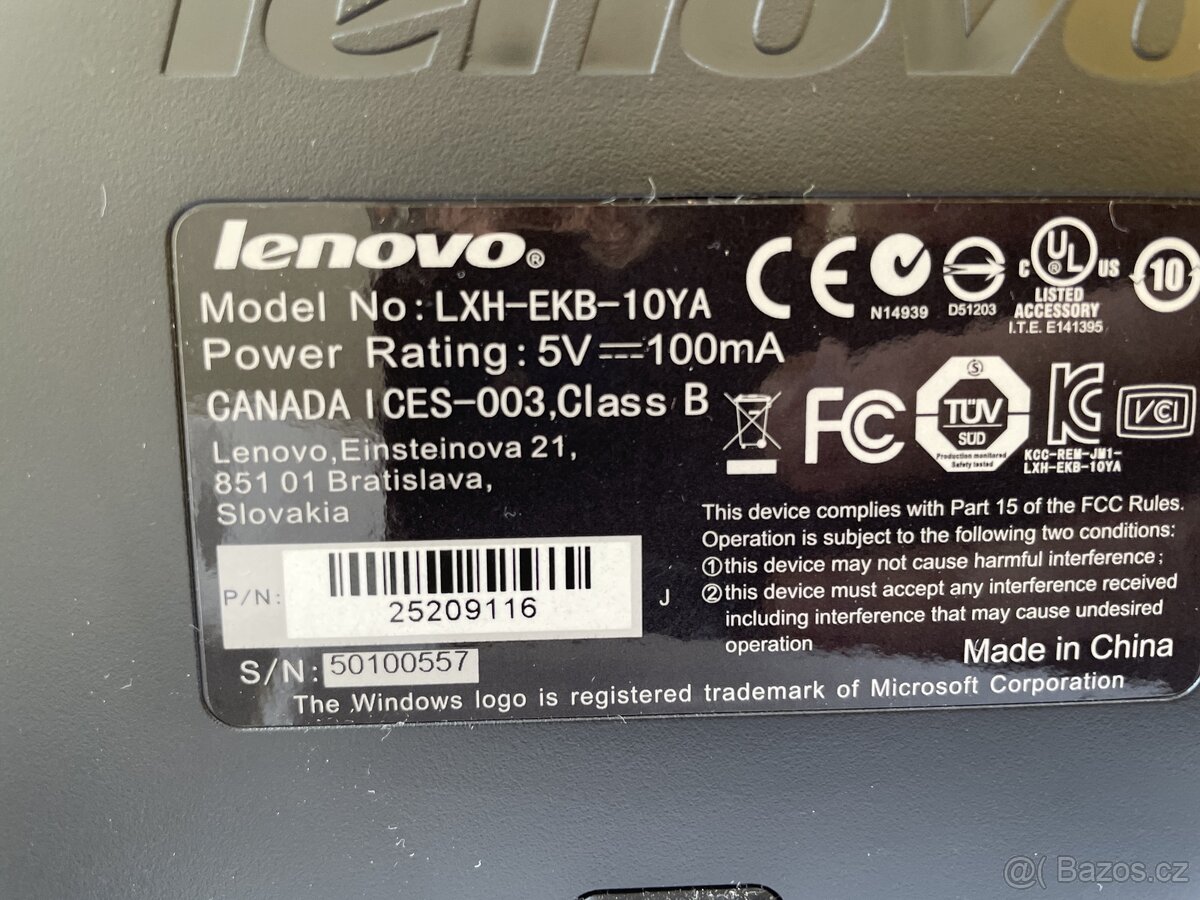 lenovo
lenovo®
Model No: LXH-EKB-10YA
Power Rating: 5V⎓100mA
CANADA ICES-003,Class B
Lenovo,Einsteinova 21,
851 01 Bratislava,
Slovakia
P/N:
25209116
J
S/N: 50100557
The Windows logo is registered trademark of Microsoft Corporation
CE
N14939
D51203
C UL® US
LISTED
ACCESSORY
I.T.E. E141395
10
FC
S
TÜV
SÜD
Production monitored
Safety tested
KCC-REM-JM1-
LXH-EKB-10YA
VCI
This device complies with Part 15 of the FCC Rules.
Operation is subject to the following two conditions:
①this device may not cause harmful interference;
②this device must accept any interference received
including interference that may cause undesired
operation
Made in China
@( Bazos.cz